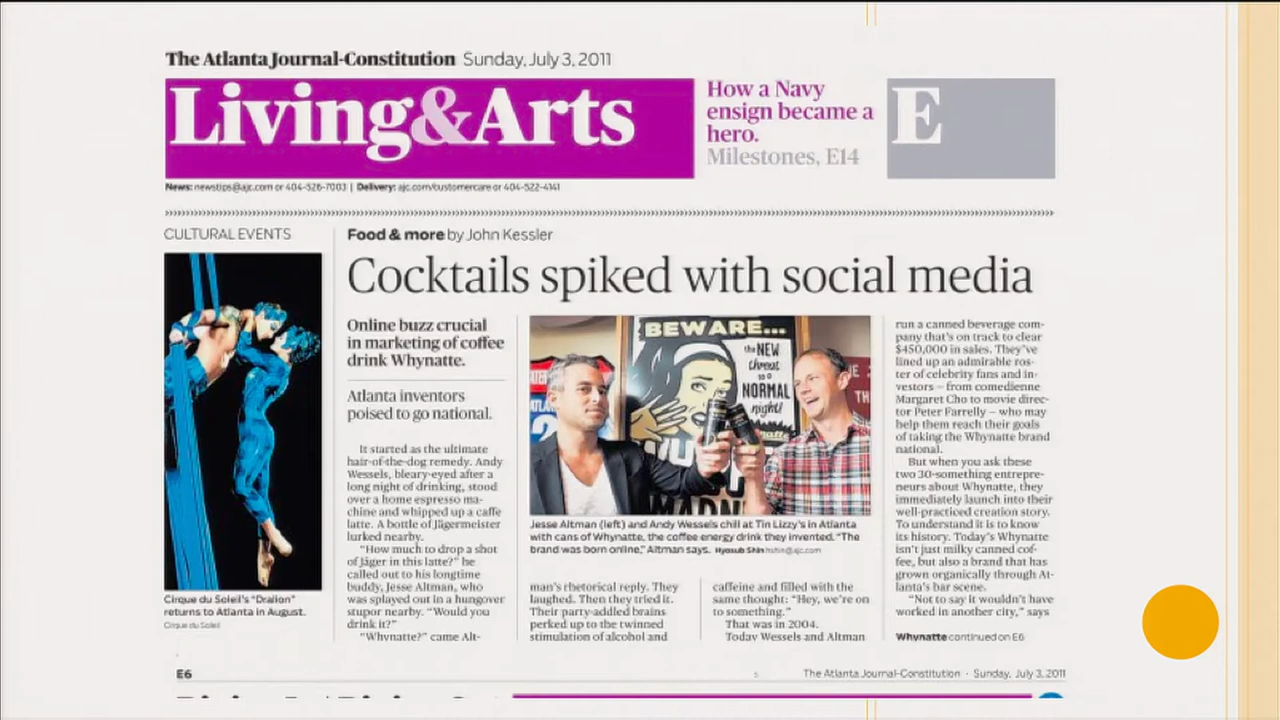 The Atlanta Journal-Constitution Sunday, July 3, 2011
Living&Arts
How a Navy
ensign became a
hero.
Milestones, E14
E
News: newstips@ajc.com or 404-526-7003 | Delivery: ajc.com/customercare or 404-522-4141
CULTURAL EVENTS
Cirque du Soleil's "Dralion"
returns to Atlanta in August.
Cirque du Soleil
Food & more by John Kessler
Cocktails spiked with social media
Online buzz crucial
in marketing of coffee
drink Whynatte.
Atlanta inventors
poised to go national.
It started as the ultimate
hair-of-the-dog remedy. Andy
Wessels, bleary-eyed after a
long night of drinking, stood
over a home espresso ma-
chine and whipped up a caffe
latte. A bottle of Jägermeister
lurked nearby.
"How much to drop a shot
of Jäger in this latte?" he
called out to his longtime
buddy, Jesse Altman, who
was splayed out in a hungover
stupor nearby. "Would you
drink it?"
"Whynatte?" came Alt-
BEWARE...
the NEW
threat
to a
NORMAL
night!
Jesse Altman (left) and Andy Wessels chill at Tin Lizzy's in Atlanta
with cans of Whynatte, the coffee energy drink they invented. "The
brand was born online," Altman says. Hyosub Shin hshin@ajc.com
man's rhetorical reply. They
laughed. Then they tried it.
Their party-addled brains
perked up to the twinned
stimulation of alcohol and
caffeine and filled with the
same thought: "Hey, we're on
to something."
That was in 2004.
Today Wessels and Altman
run a canned beverage com-
pany that's on track to clear
$450,000 in sales. They've
lined up an admirable ros-
ter of celebrity fans and in-
vestors – from comedienne
Margaret Cho to movie direc-
tor Peter Farrelly – who may
help them reach their goals
of taking the Whynatte brand
national.
But when you ask these
two 30-something entrepre-
neurs about Whynatte, they
immediately launch into their
well-practiced creation story.
To understand it is to know
its history. Today's Whynatte
isn't just milky canned cof-
fee, but also a brand that has
grown organically through At-
lanta's bar scene.
"Not to say it wouldn't have
worked in another city," says
Whynatte continued on E6
E6
The Atlanta Journal-Constitution · Sunday, July 3, 2011